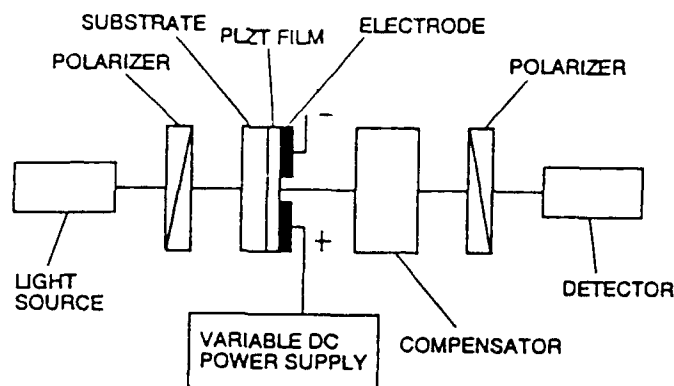 SUBSTRATE
PLZT FILM
ELECTRODE
POLARIZER
POLARIZER
−
+
LIGHT
SOURCE
DETECTOR
VARIABLE DC
POWER SUPPLY
COMPENSATOR